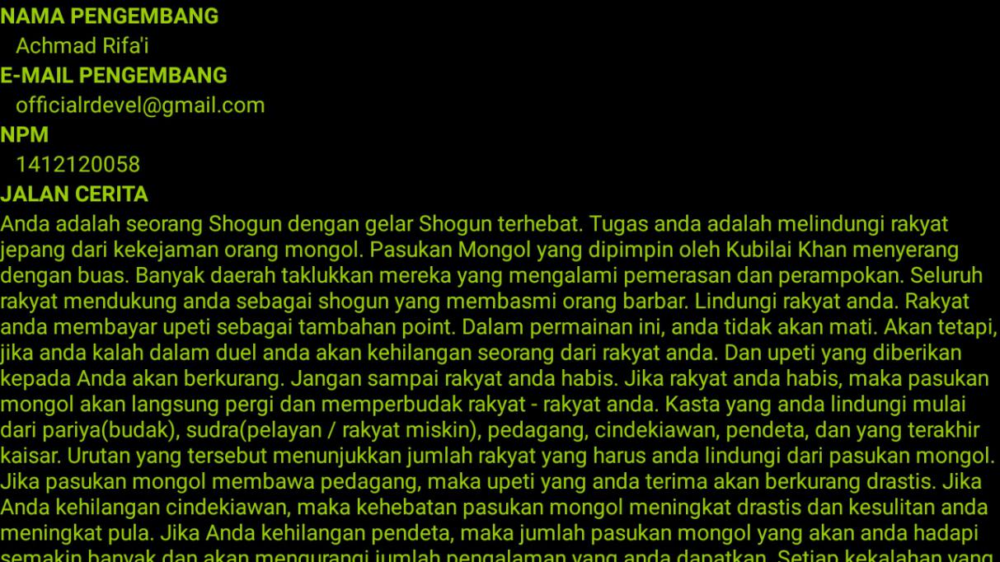 NAMA PENGEMBANG
Achmad Rifa'i
E-MAIL PENGEMBANG
officialrdevel@gmail.com
NPM
1412120058
JALAN CERITA
Anda adalah seorang Shogun dengan gelar Shogun terhebat. Tugas anda adalah melindungi rakyat
jepang dari kekejaman orang mongol. Pasukan Mongol yang dipimpin oleh Kubilai Khan menyerang
dengan buas. Banyak daerah taklukkan mereka yang mengalami pemerasan dan perampokan. Seluruh
rakyat mendukung anda sebagai shogun yang membasmi orang barbar. Lindungi rakyat anda. Rakyat
anda membayar upeti sebagai tambahan point. Dalam permainan ini, anda tidak akan mati. Akan tetapi,
jika anda kalah dalam duel anda akan kehilangan seorang dari rakyat anda. Dan upeti yang diberikan
kepada Anda akan berkurang. Jangan sampai rakyat anda habis. Jika rakyat anda habis, maka pasukan
mongol akan langsung pergi dan memperbudak rakyat - rakyat anda. Kasta yang anda lindungi mulai
dari pariya(budak), sudra(pelayan / rakyat miskin), pedagang, cindekiawan, pendeta, dan yang terakhir
kaisar. Urutan yang tersebut menunjukkan jumlah rakyat yang harus anda lindungi dari pasukan mongol.
Jika pasukan mongol membawa pedagang, maka upeti yang anda terima akan berkurang drastis. Jika
Anda kehilangan cindekiawan, maka kehebatan pasukan mongol meningkat drastis dan kesulitan anda
meningkat pula. Jika Anda kehilangan pendeta, maka jumlah pasukan mongol yang akan anda hadapi
semakin banyak dan akan mengurangi jumlah pengalaman yang anda dapatkan. Setiap kekalahan yang